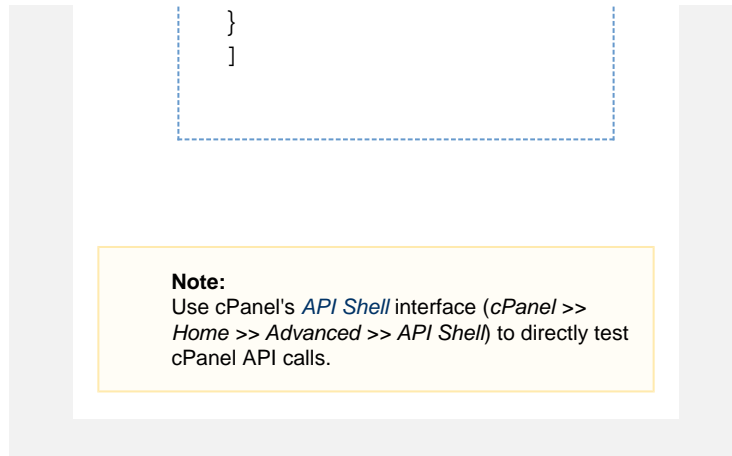 }
]
Note:
Use cPanel's API Shell interface (cPanel >>
Home >> Advanced >> API Shell) to directly test
cPanel API calls.